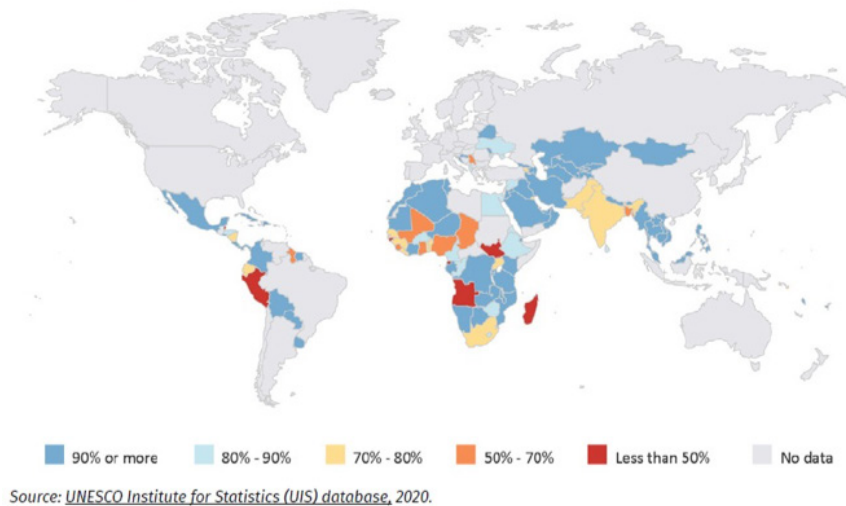 90% or more 80% - 90% 70% - 80% 50% - 70% Less than 50% No data
Source: UNESCO Institute for Statistics (UIS) database, 2020.